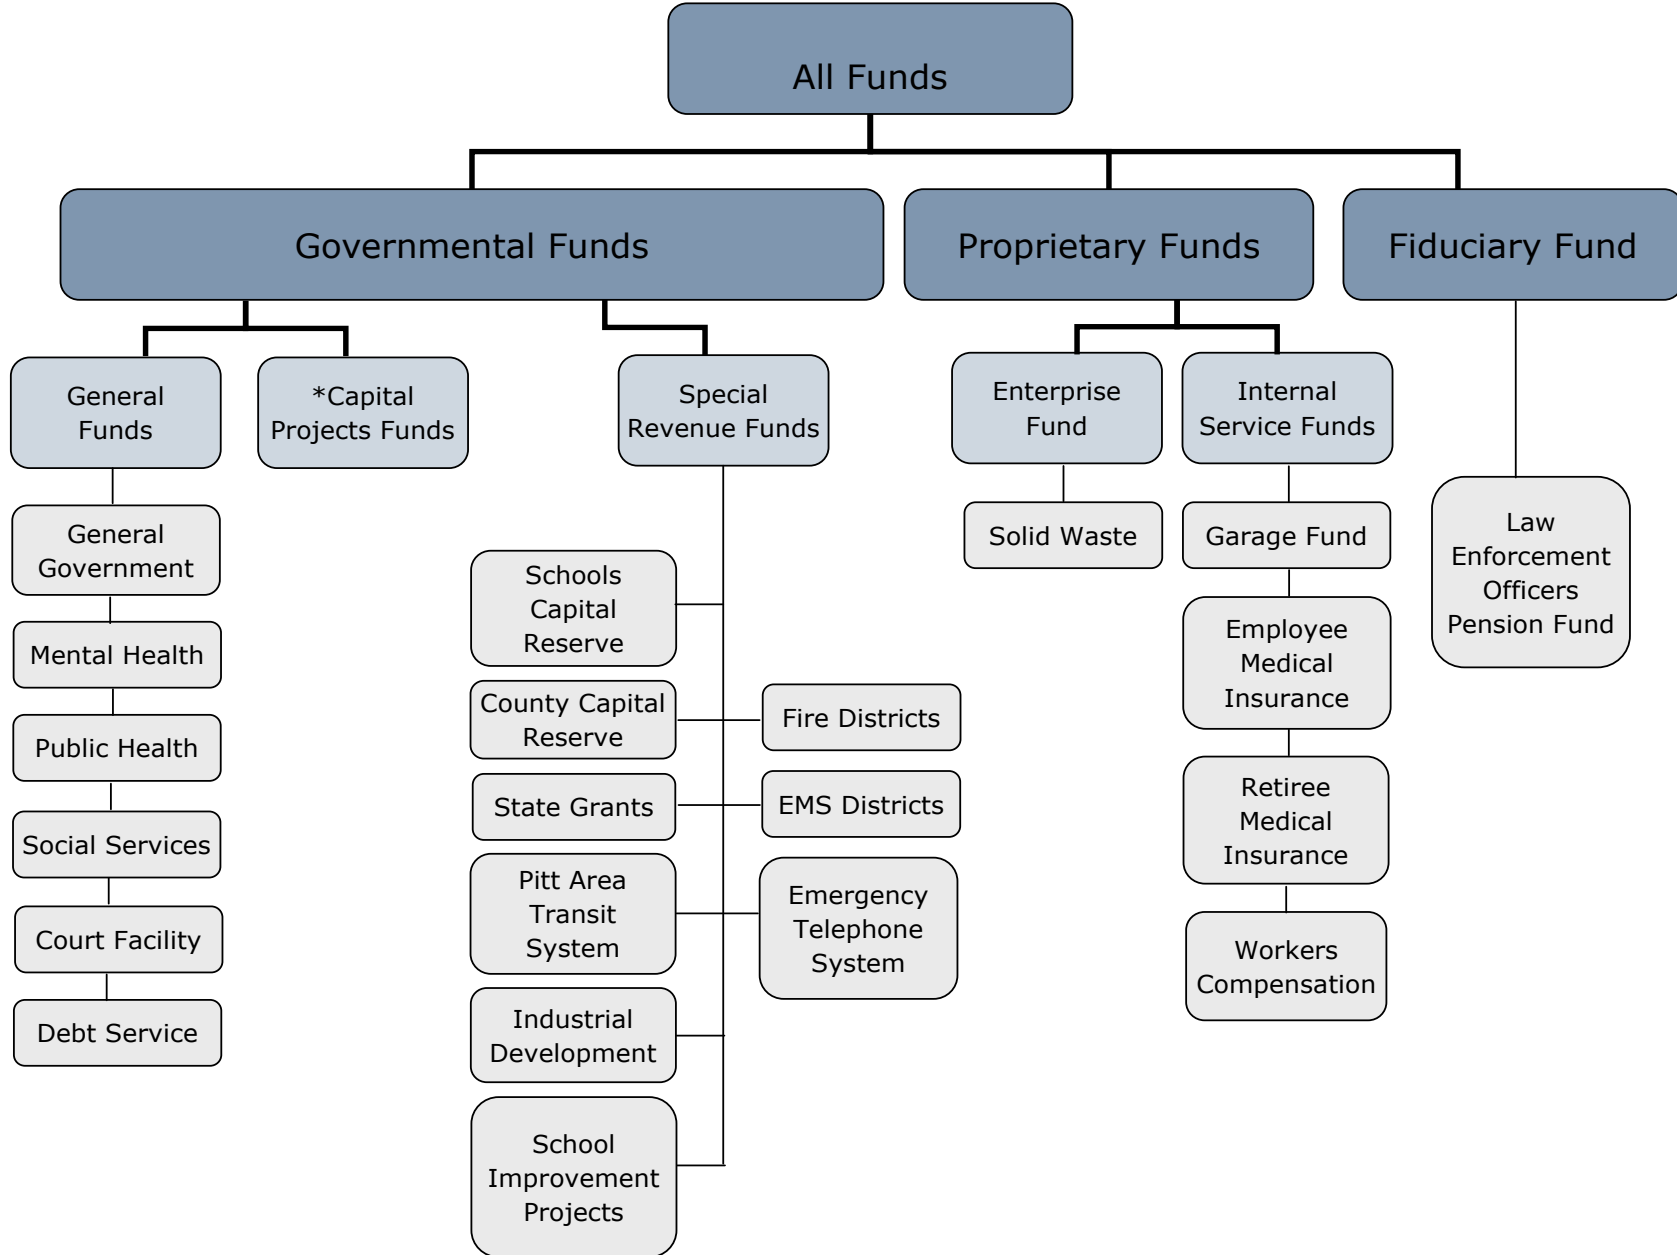 All Funds
Governmental Funds
Proprietary Funds
Fiduciary Fund
General
Funds
*Capital
Projects Funds
Special
Revenue Funds
Enterprise
Fund
Internal
Service Funds
General
Government
Mental Health
Public Health
Social Services
Court Facility
Debt Service
Schools
Capital
Reserve
County Capital
Reserve
State Grants
Pitt Area
Transit
System
Industrial
Development
School
Improvement
Projects
Fire Districts
EMS Districts
Emergency
Telephone
System
Solid Waste
Garage Fund
Employee
Medical
Insurance
Retiree
Medical
Insurance
Workers
Compensation
Law
Enforcement
Officers
Pension Fund